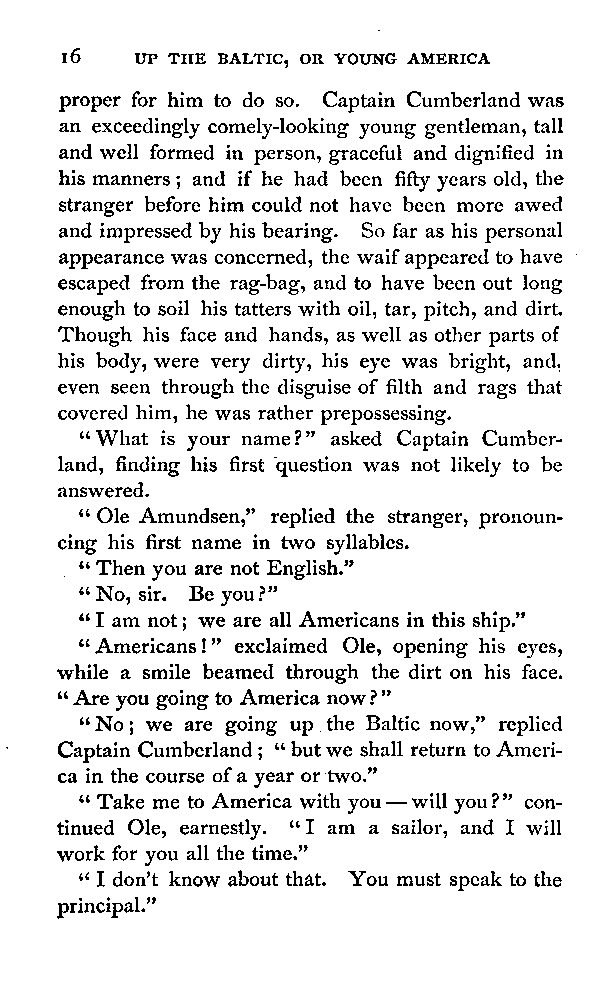 16 UP THE BALTIC, OR YOUNG AMERICA
proper for him to do so. Captain Cumberland was
an exceedingly comely-looking young gentleman, tall
and well formed in person, graceful and dignified in
his manners; and if he had been fifty years old, the
stranger before him could not have been more awed
and impressed by his bearing. So far as his personal
appearance was concerned, the waif appeared to have
escaped from the rag-bag, and to have been out long
enough to soil his tatters with oil, tar, pitch, and dirt.
Though his face and hands, as well as other parts of
his body, were very dirty, his eye was bright, and,
even seen through the disguise of filth and rags that
covered him, he was rather prepossessing.
"What is your name?" asked Captain Cumber-
land, finding his first question was not likely to be
answered.
"Ole Amundsen," replied the stranger, pronoun-
cing his first name in two syllables.
"Then you are not English."
"No, sir. Be you?"
"I am not; we are all Americans in this ship."
"Americans!" exclaimed Ole, opening his eyes,
while a smile beamed through the dirt on his face.
"Are you going to America now?"
"No; we are going up the Baltic now," replied
Captain Cumberland; "but we shall return to Ameri-
ca in the course of a year or two."
"Take me to America with you — will you?" con-
tinued Ole, earnestly. "I am a sailor, and I will
work for you all the time."
"I don't know about that. You must speak to the
principal."